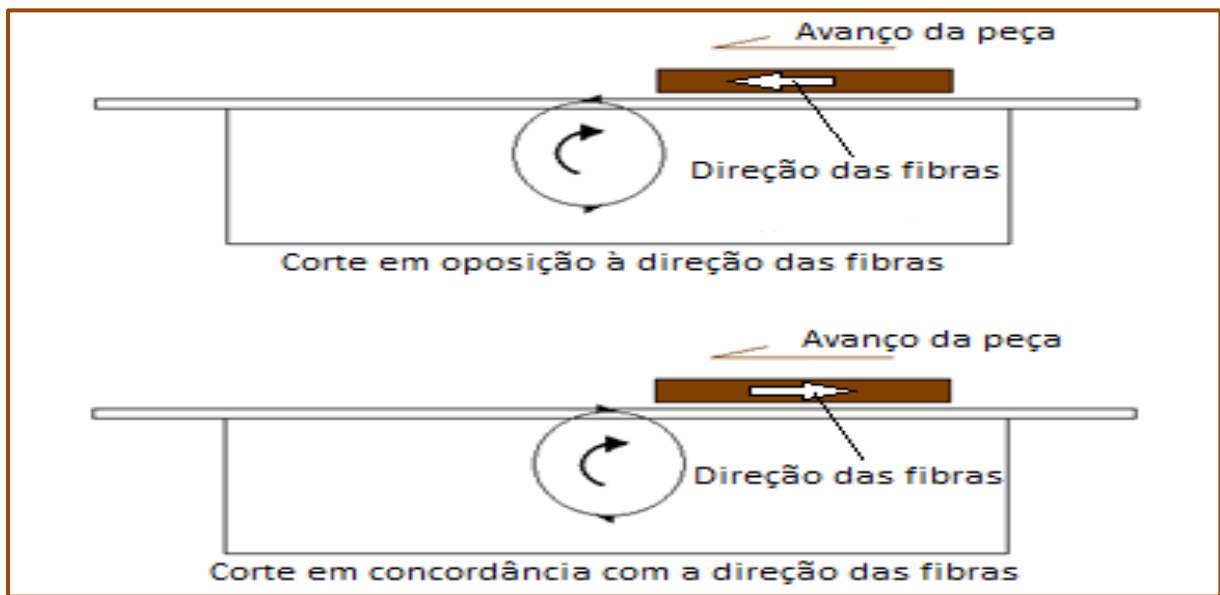 Avanço da peça
Direção das fibras
Corte em oposição à direção das fibras
Avanço da peça
Direção das fibras
Corte em concordância com a direção das fibras